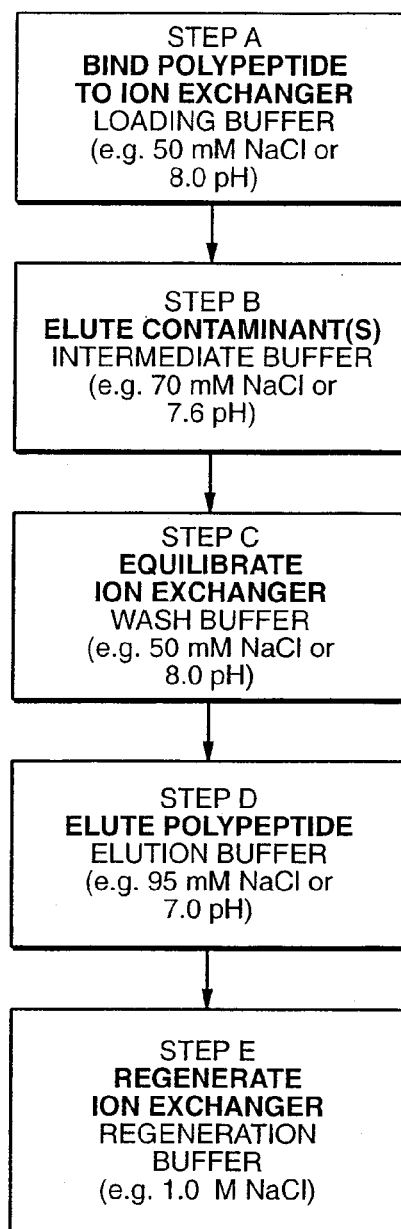 STEP A
BIND POLYPEPTIDE
TO ION EXCHANGER
LOADING BUFFER
(e.g. 50 mM NaCl or
8.0 pH)
STEP B
ELUTE CONTAMINANT(S)
INTERMEDIATE BUFFER
(e.g. 70 mM NaCl or
7.6 pH)
STEP C
EQUILIBRATE
ION EXCHANGER
WASH BUFFER
(e.g. 50 mM NaCl or
8.0 pH)
STEP D
ELUTE POLYPEPTIDE
ELUTION BUFFER
(e.g. 95 mM NaCl or
7.0 pH)
STEP E
REGENERATE
ION EXCHANGER
REGENERATION
BUFFER
(e.g. 1.0 M NaCl)